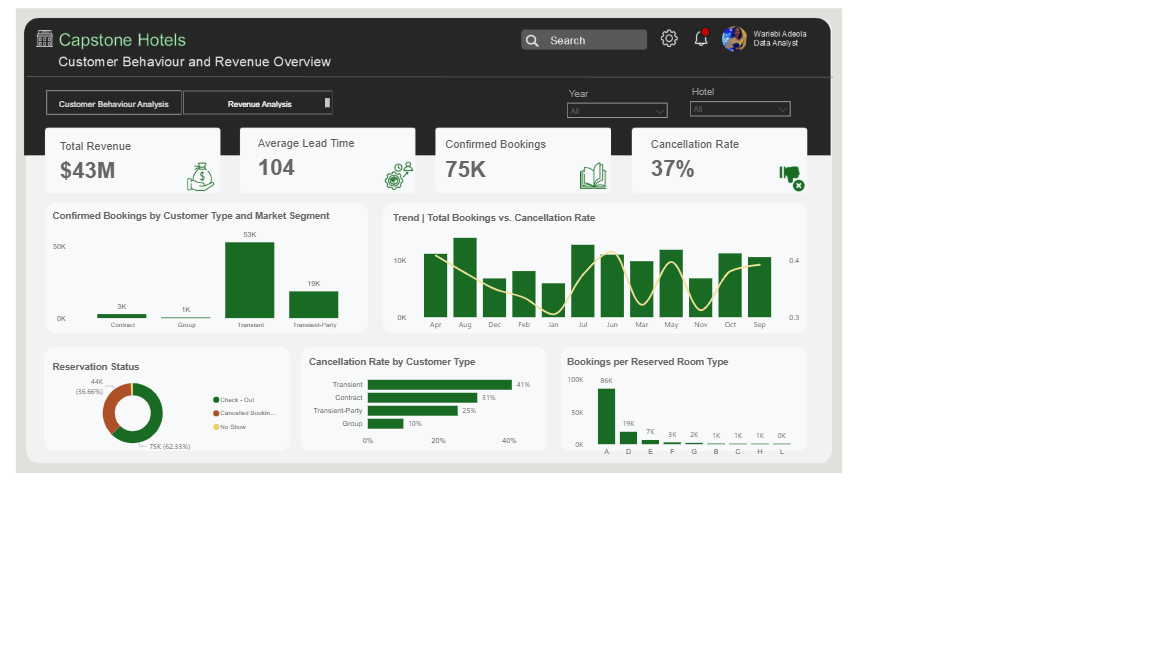 Capstone Hotels
Customer Behaviour and Revenue Overview
Search
Wariebi Adeola
Data Analyst
Customer Behaviour Analysis
Revenue Analysis
Year
All
Hotel
All
Total Revenue
$43M
Average Lead Time
104
Confirmed Bookings
75K
Cancellation Rate
37%
Confirmed Bookings by Customer Type and Market Segment
50K
0K
3K
1K
53K
19K
Contract
Group
Transient
Transient-Party
Trend | Total Bookings vs. Cancellation Rate
10K
0K
0.4
0.3
Apr
Aug
Dec
Feb
Jan
Jul
Jun
Mar
May
Nov
Oct
Sep
Reservation Status
44K
(36.66%)
75K (62.33%)
Check - Out
Cancelled Bookin...
No Show
Cancellation Rate by Customer Type
Transient
41%
Contract
31%
Transient-Party
25%
Group
10%
0%
20%
40%
Bookings per Reserved Room Type
100K
50K
0K
86K
19K
7K
3K
2K
1K
1K
1K
0K
A
D
E
F
G
B
C
H
L